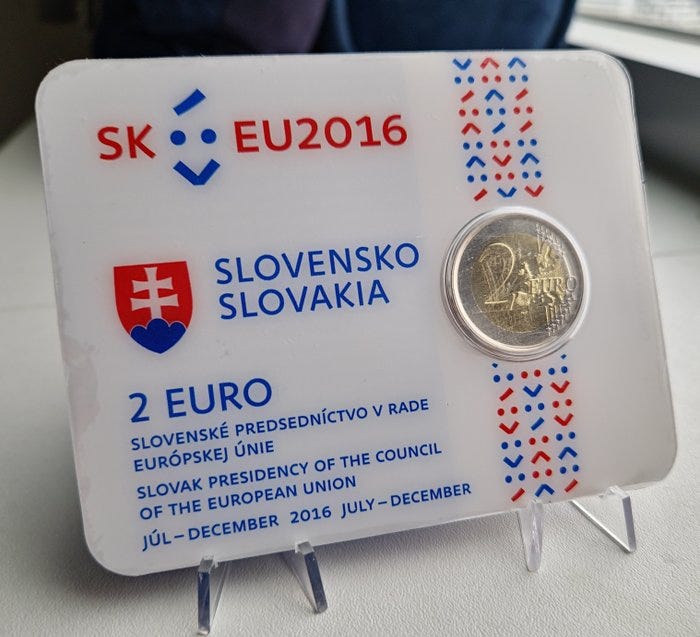 SK EU2016
SLOVENSKO
SLOVAKIA
2 EURO
2 EURO
SLOVENSKÉ PREDSEDNÍCTVO V RADE
EURÓPSKEJ ÚNIE
SLOVAK PRESIDENCY OF THE COUNCIL
OF THE EUROPEAN UNION
JÚL – DECEMBER 2016 JULY – DECEMBER